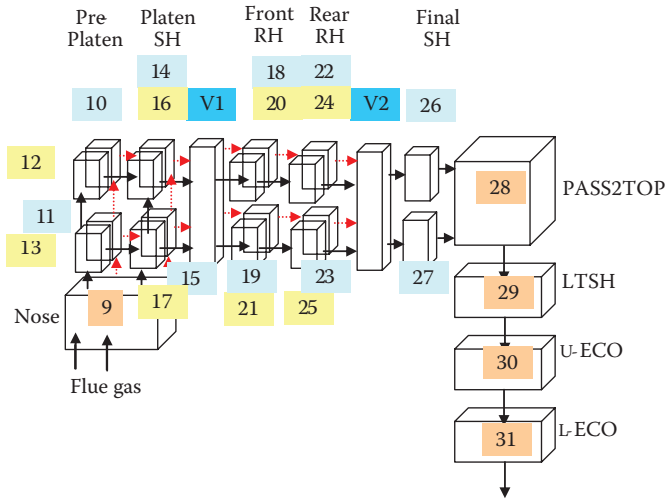 Pre-
Platen
Platen
SH
Front
RH
Rear
RH
Final
SH
14
18
22
10
16
V1
20
24
V2
26
12
28
PASS2TOP
11
13
15
19
23
27
Nose
9
17
21
25
29
LTSH
Flue gas
30
U-ECO
31
L-ECO